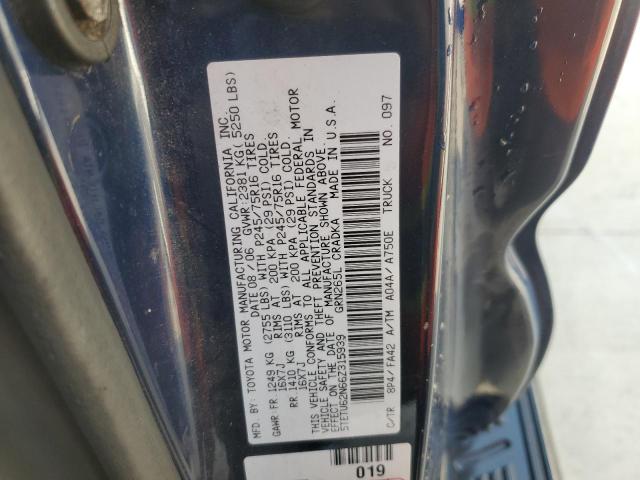 MFD BY: TOYOTA MOTOR MANUFACTURING CALIFORNIA, INC.
DATE 08/06 GVWR:2381 KG( 5250 LBS)
GAWR:FR.1249 KG (2755 LBS) WITH P245/75R16 TIRES
16X7J RIMS AT 200 KPA (29 PSI) COLD.
RR.1411 KG (3110 LBS) WITH P245/75R16 TIRES
16X7J RIMS AT 200 KPA (29 PSI) COLD.
THIS VEHICLE CONFORMS TO ALL APPLICABLE FEDERAL MOTOR
VEHICLE SAFETY AND THEFT PREVENTION STANDARDS IN
EFFECT ON THE DATE OF MANUFACTURE SHOWN ABOVE.
5TETU62N66Z315939 GRN265L CRADKA MADE IN U.S.A.
C/TR 8P4/FA42 A/TM A04A/A750E TRUCK NO. 097
019